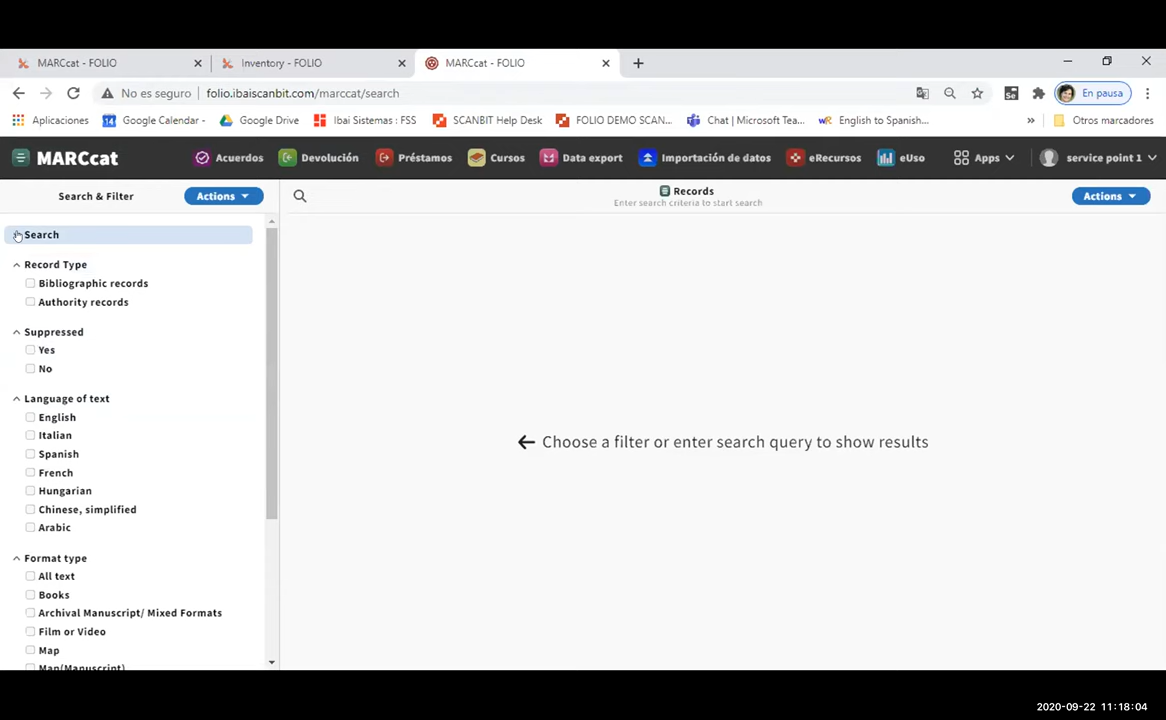 MARCcat - FOLIO
Inventory - FOLIO
MARCcat - FOLIO
No es seguro
folio.ibaiscanbit.com/marccat/search
En pausa
Aplicaciones
Google Calendar -
Google Drive
Ibai Sistemas : FSS
SCANBIT Help Desk
FOLIO DEMO SCAN...
Chat | Microsoft Tea...
English to Spanish...
»
Otros marcadores
MARCcat
Acuerdos
Devolución
Préstamos
Cursos
Data export
Importación de datos
eRecursos
eUso
Apps
service point 1
Search & Filter
Actions
Records
Enter search criteria to start search
Actions
Search
Record Type
Bibliographic records
Authority records
Suppressed
Yes
No
Language of text
English
Italian
Spanish
French
Hungarian
Chinese, simplified
Arabic
Format type
All text
Books
Archival Manuscript/ Mixed Formats
Film or Video
Map
Map(Manuscript)
Choose a filter or enter search query to show results
2020-09-22 11:18:04